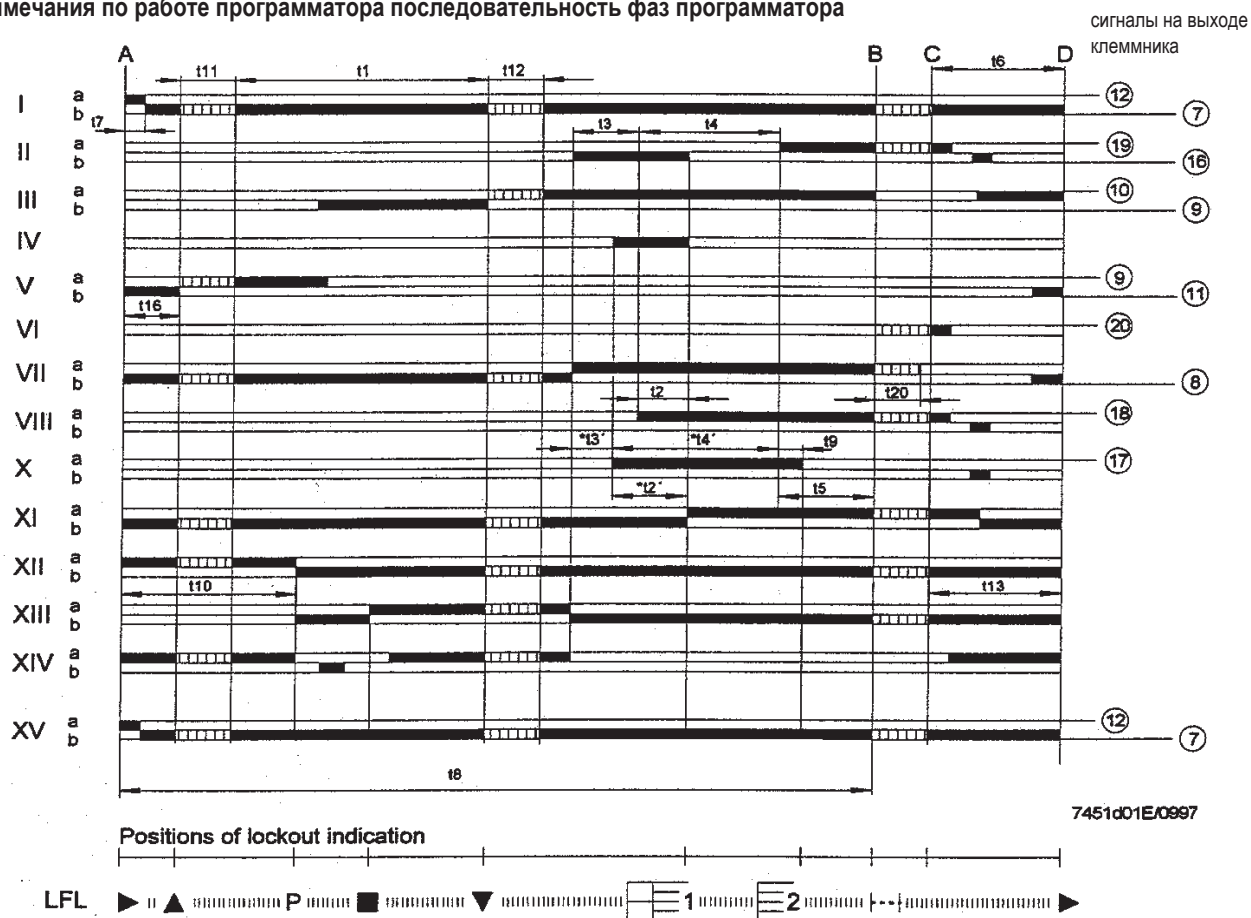 мечания по работе программатора последовательность фаз программатора
сигналы на выходе
клеммника
A B C D
t11 t1 t12 t6
I a 12
b 7
t7 t3 t4
II a 19
b 16
III a 10
b 9
IV
V a 9
b 11
t16
VI 20
VII a
b 8
t2 t20
VIII a 18
b
*t3´ *t4´ t9
X a 17
b
*t2´ t5
XI a
b
XII a
b
t10 t13
XIII a
b
XIV a
b
XV a 12
b 7
t8
7451d01E/0997
Positions of lockout indication
LFL P 1 2